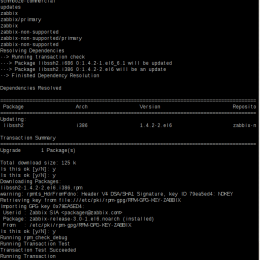 updates
zabbix
zabbix/primary
zabbix
zabbix-non-supported
zabbix-non-supported/primary
zabbix-non-supported
Resolving Dependencies
--> Running transaction check
---> Package libssh2 i686 0:1.4.2-1.el6_6.1 will be updated
---> Package libssh2 i386 0:1.4.2-2.el6 will be an update
--> Finished Dependency Resolution
Dependencies Resolved
Package Arch Version Reposito
Updating
libssh2 i386 1.4.2-2.el6 zabbix-n
Transaction Summary
Upgrade 1 Package(s)
Total download size: 125 k
Is this ok [y/N]: y
Is this ok [y/N]: y
Downloading Packages:
libssh2-1.4.2-2.el6.i386.rpm
warning: rpmts_HdrFromFdno: Header V4 DSA/SHA1 Signature, key ID 79ea5ed4: NOKEY
Retrieving key from file:///etc/pki/rpm-gpg/RPM-GPG-KEY-ZABBIX
Importing GPG key 0x79EA5ED4:
Userid : Zabbix SIA <packager@zabbix.com>
Package: zabbix-release-3.0-1.el6.noarch (installed)
From : /etc/pki/rpm-gpg/RPM-GPG-KEY-ZABBIX
Is this ok [y/N]: y
Running rpm_check_debug
Running Transaction Test
Transaction Test Succeeded
Running Transaction